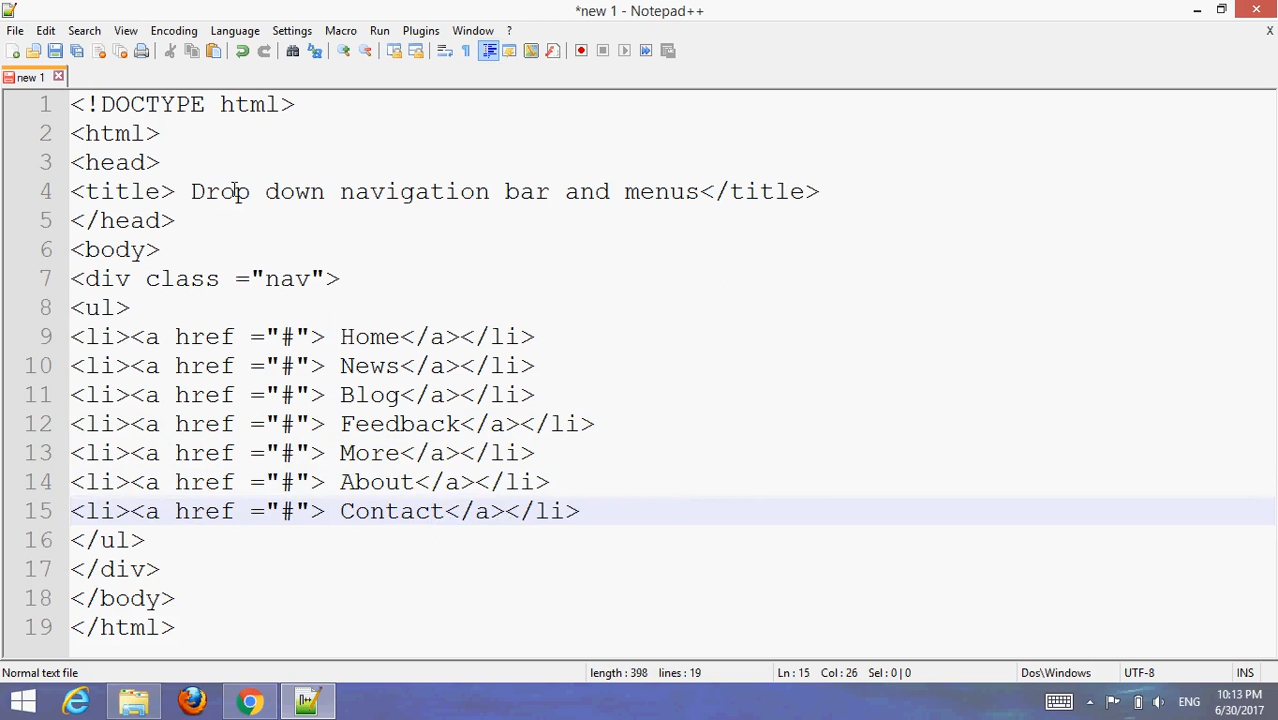 *new 1 - Notepad++
File Edit Search View Encoding Language Settings Macro Run Plugins Window ? X
new 1
1 <!DOCTYPE html>
2 <html>
3 <head>
4 <title> Drop down navigation bar and menus</title>
5 </head>
6 <body>
7 <div class ="nav">
8 <ul>
9 <li><a href ="#"> Home</a></li>
10 <li><a href ="#"> News</a></li>
11 <li><a href ="#"> Blog</a></li>
12 <li><a href ="#"> Feedback</a></li>
13 <li><a href ="#"> More</a></li>
14 <li><a href ="#"> About</a></li>
15 <li><a href ="#"> Contact</a></li>
16 </ul>
17 </div>
18 </body>
19 </html>
Normal text file length : 398 lines : 19 Ln : 15 Col : 26 Sel : 0 | 0 Dos\Windows UTF-8 INS
ENG 10:13 PM
6/30/2017